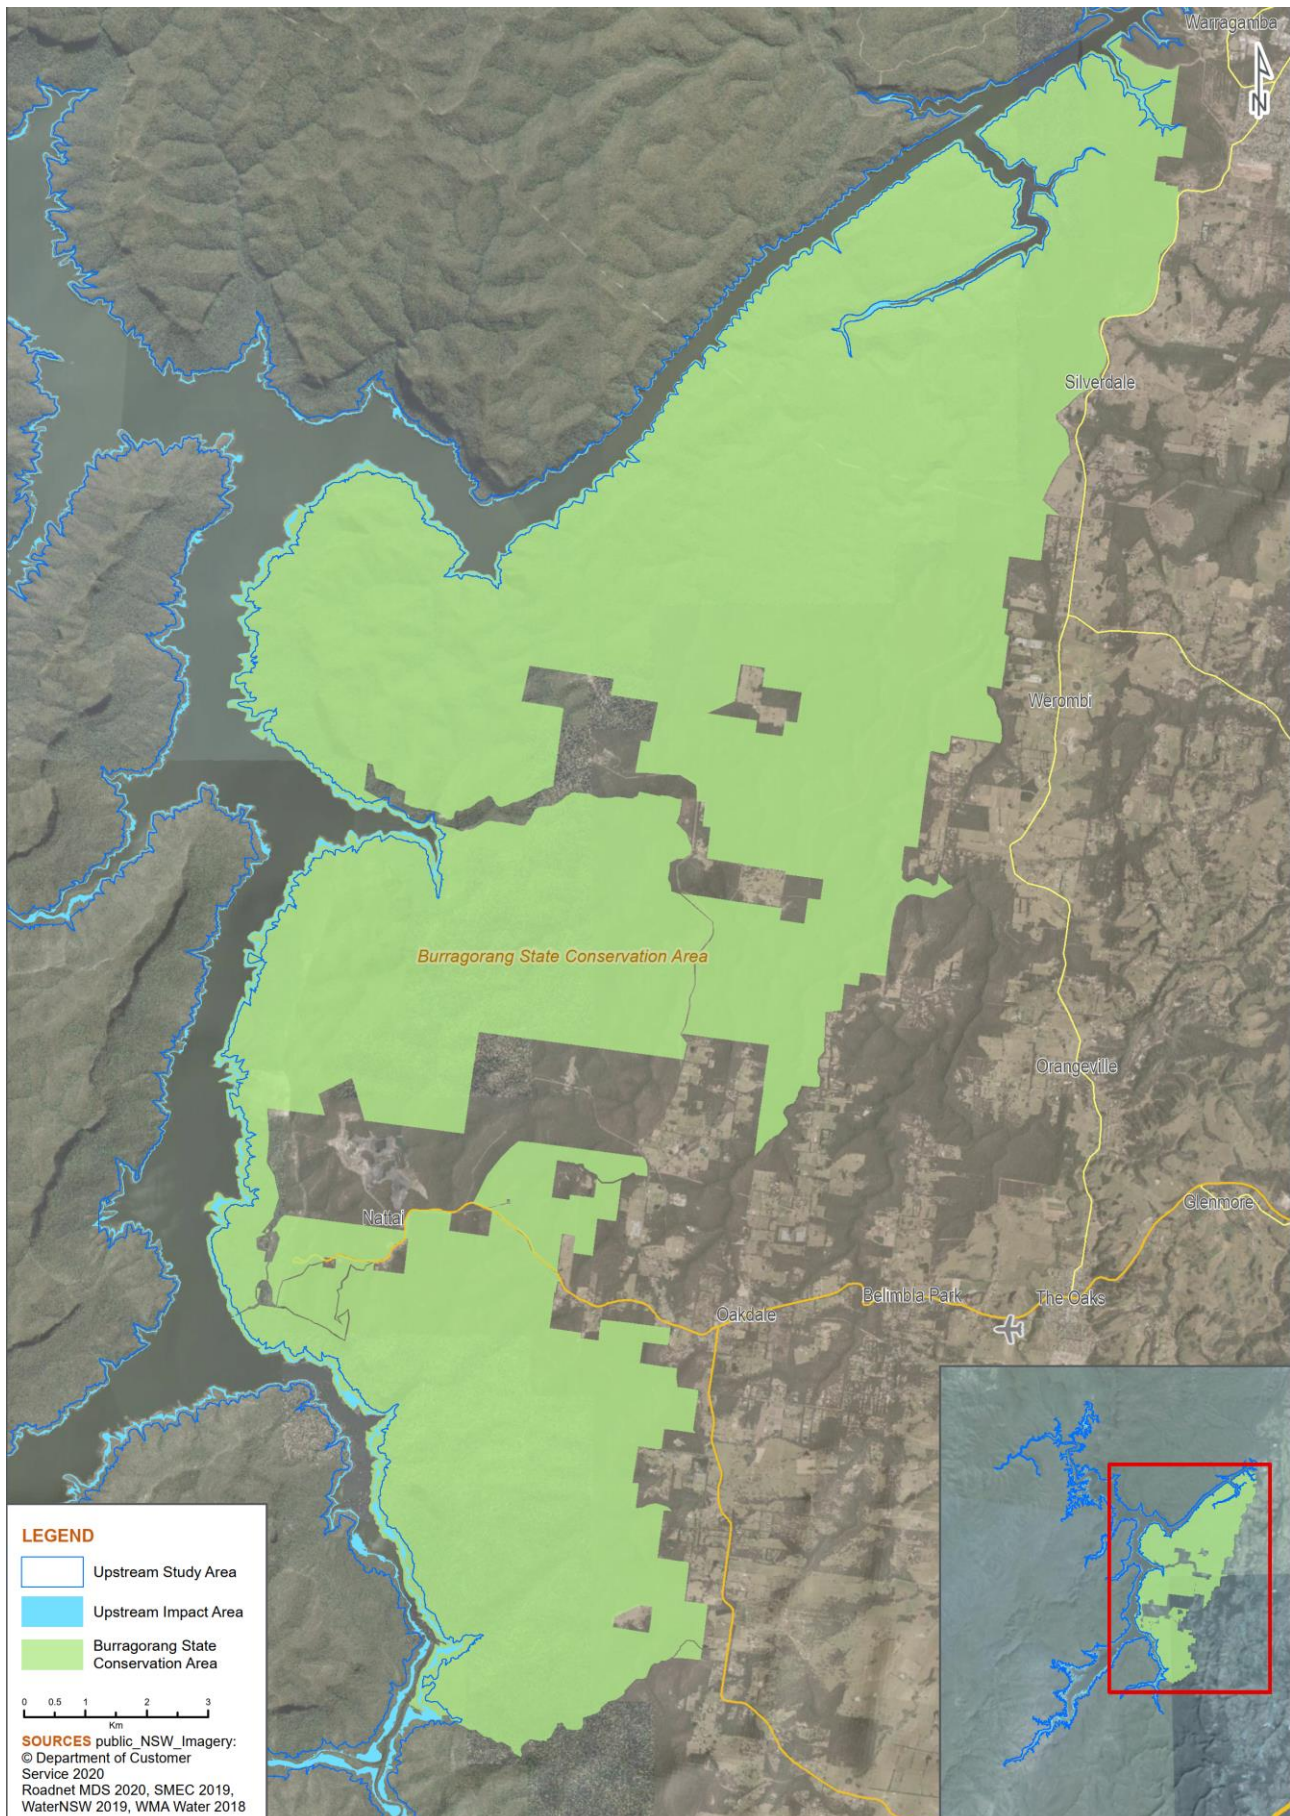 Warragamba
N
Silverdale
Werombi
Burragorang State Conservation Area
Orangeville
Glenmore
Nattai
Belimbla Park
The Oaks
Oakdale
LEGEND
Upstream Study Area
Upstream Impact Area
Burragorang State
Conservation Area
0 0.5 1 2 3
Km
SOURCES public_NSW_Imagery:
© Department of Customer
Service 2020
Roadnet MDS 2020, SMEC 2019,
WaterNSW 2019, WMA Water 2018